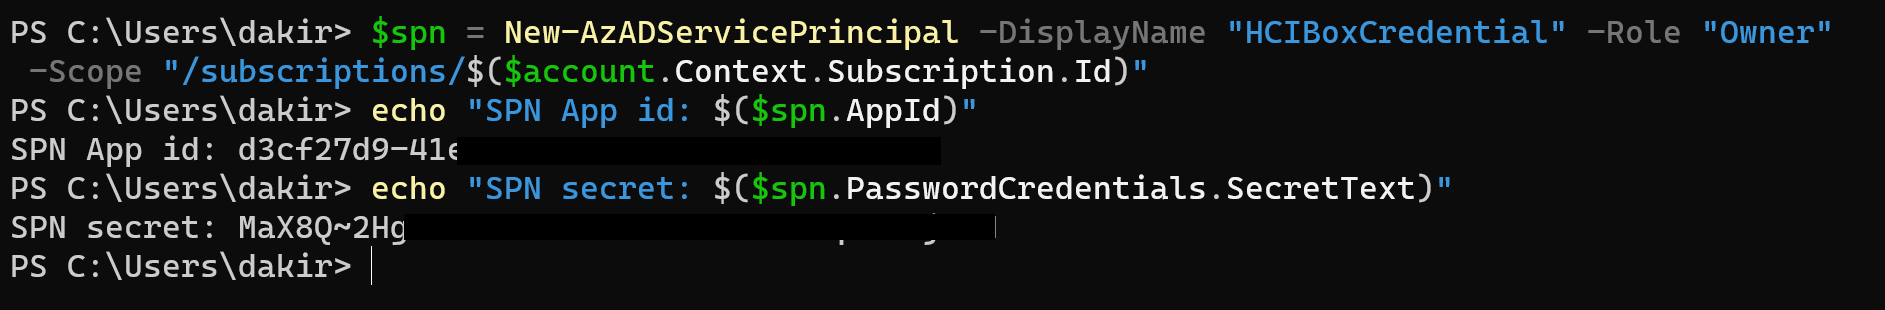 PS C:\Users\dakir> $spn = New-AzADServicePrincipal -DisplayName "HCIBoxCredential" -Role "Owner"
-Scope "/subscriptions/$($account.Context.Subscription.Id)"
PS C:\Users\dakir> echo "SPN App id: $($spn.AppId)"
SPN App id: d3cf27d9-41e
PS C:\Users\dakir> echo "SPN secret: $($spn.PasswordCredentials.SecretText)"
SPN secret: MaX8Q~2Hg
PS C:\Users\dakir>